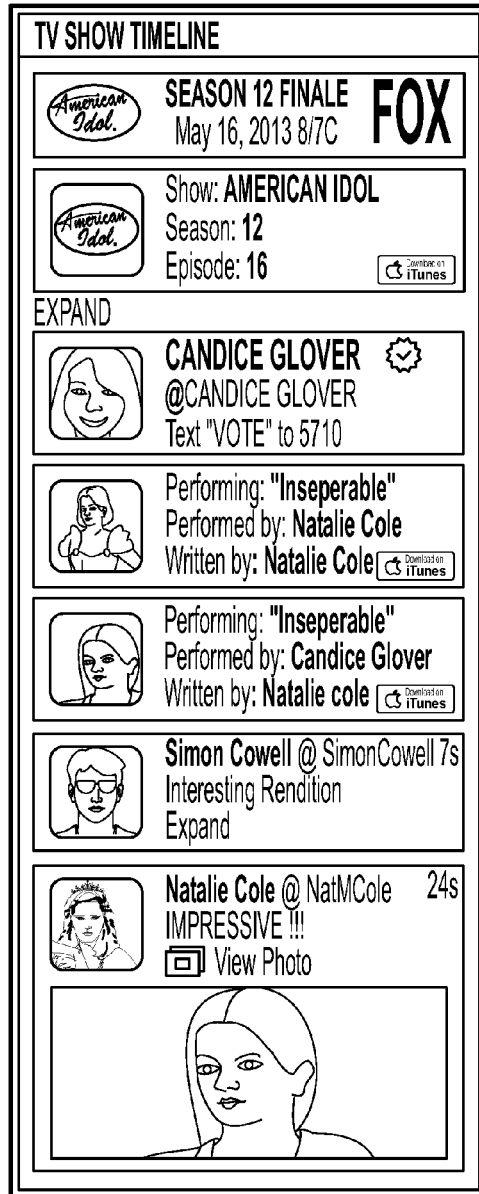 TV SHOW TIMELINE
American Idol.
SEASON 12 FINALE
May 16, 2013 8/7C
FOX
American Idol.
Show: AMERICAN IDOL
Season: 12
Episode: 16
Download on iTunes
EXPAND
CANDICE GLOVER
@CANDICE GLOVER
Text "VOTE" to 5710
Performing: "Inseperable"
Performed by: Natalie Cole
Written by: Natalie Cole
Download on iTunes
Performing: "Inseperable"
Performed by: Candice Glover
Written by: Natalie cole
Download on iTunes
Simon Cowell @ SimonCowell 7s
Interesting Rendition
Expand
Natalie Cole @ NatMCole 24s
IMPRESSIVE !!!
View Photo